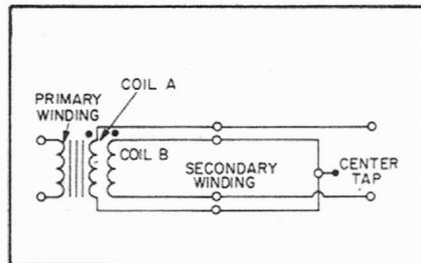 COIL A
PRIMARY
WINDING
COIL B
SECONDARY
WINDING
CENTER
TAP